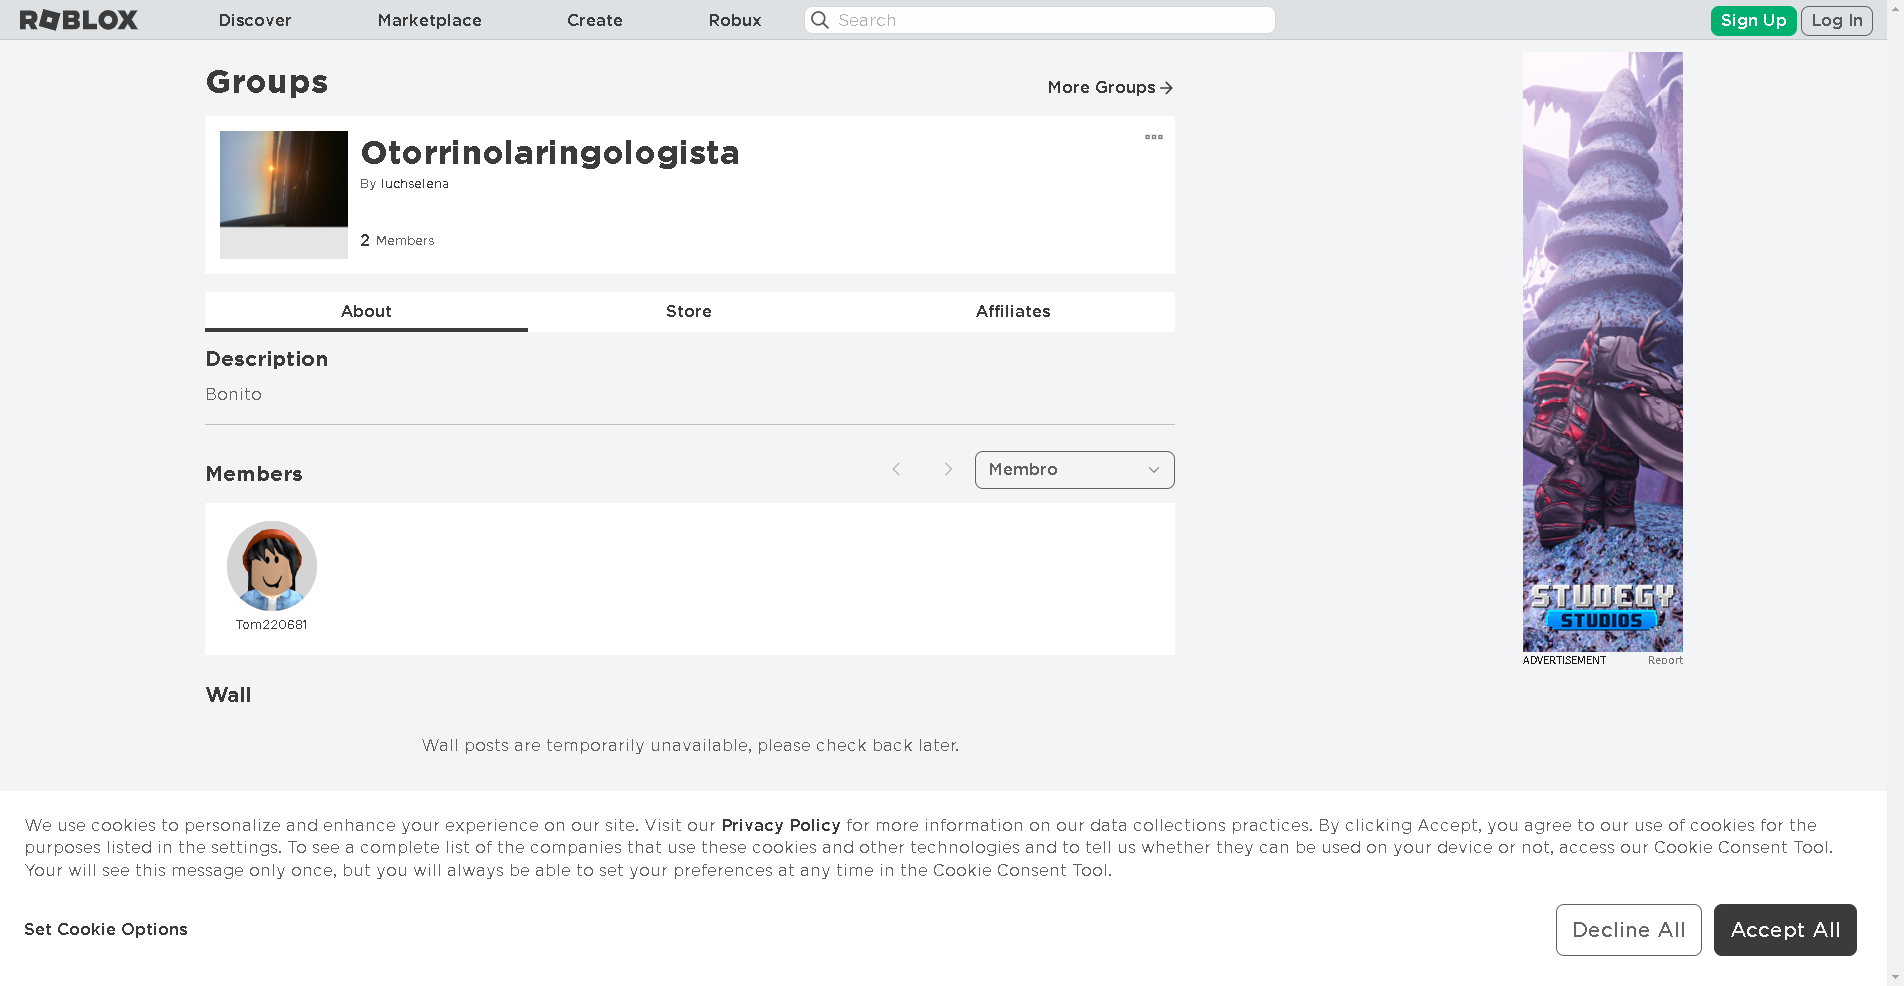 ROBLOX
Discover
Marketplace
Create
Robux
Search
Sign Up
Log In
Groups
More Groups
Otorrinolaringologista
By luchselena
2 Members
About
Store
Affiliates
Description
Bonito
Members
Membro
Tom220681
Wall
Wall posts are temporarily unavailable, please check back later.
STUDEGY
STUDIOS
ADVERTISEMENT
Report
We use cookies to personalize and enhance your experience on our site. Visit our Privacy Policy for more information on our data collections practices. By clicking Accept, you agree to our use of cookies for the
purposes listed in the settings. To see a complete list of the companies that use these cookies and other technologies and to tell us whether they can be used on your device or not, access our Cookie Consent Tool.
Your will see this message only once, but you will always be able to set your preferences at any time in the Cookie Consent Tool.
Set Cookie Options
Decline All
Accept All